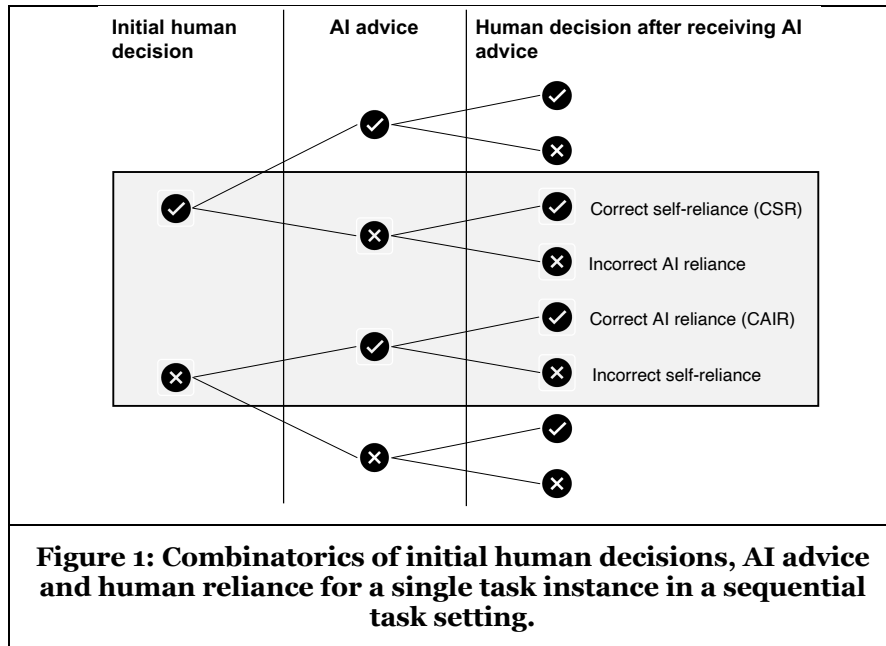 Initial human
decision
AI advice
Human decision after receiving AI
advice
Correct self-reliance (CSR)
Incorrect AI reliance
Correct AI reliance (CAIR)
Incorrect self-reliance
Figure 1: Combinatorics of initial human decisions, AI advice
and human reliance for a single task instance in a sequential
task setting.